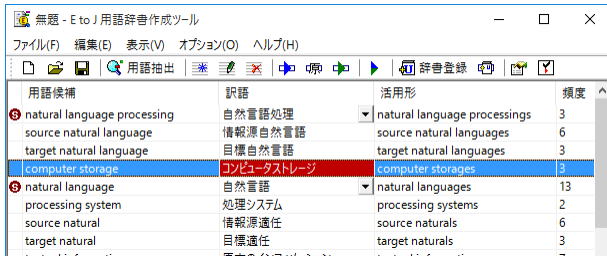 無題 - E to J 用語辞書作成ツール
ファイル(F) 編集(E) 表示(V) オプション(O) ヘルプ(H)
用語抽出 辞書登録
用語候補 訳語 活用形 頻度
natural language processing 自然言語処理 natural language processings 3
source natural language 情報源自然言語 source natural languages 6
target natural language 目標自然言語 target natural languages 3
computer storage コンピュータストレージ computer storages 3
natural language 自然言語 natural languages 13
processing system 処理システム processing systems 2
source natural 情報源適任 source naturals 6
target natural 目標適任 target naturals 3